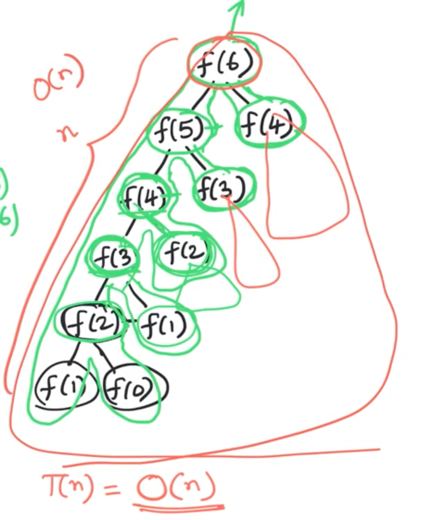 O(n)
f(6)
n
f(5)
f(4)
f(4)
f(3)
6)
f(3
f(2)
f(2)
f(1)
f(1)
f(0)
T(n) = O(n)